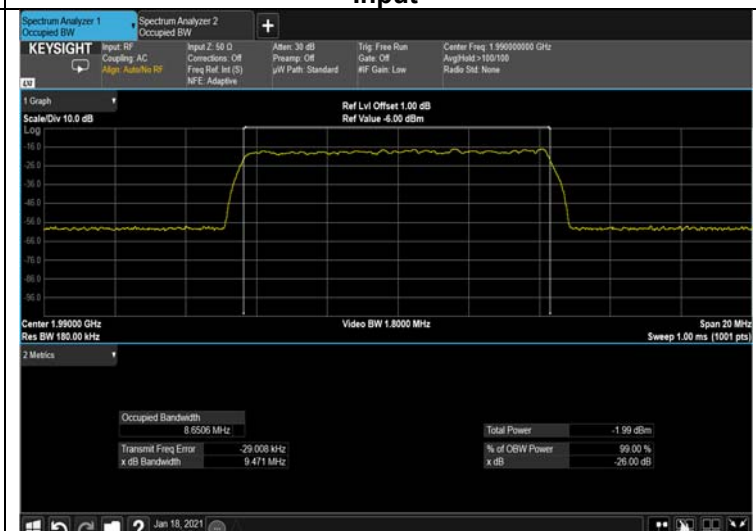 Input
Spectrum Analyzer 1
Occupied BW
Spectrum Analyzer 2
Occupied BW
+
KEYSIGHT
Input: RF
Coupling: AC
Align: Auto/No RF
Input Z: 50 Ω
Corrections: Off
Freq Ref: Int (S)
NFE: Adaptive
Atten: 30 dB
Preamp: Off
µW Path: Standard
Trig: Free Run
Gate: Off
#IF Gain: Low
Center Freq: 1.990000000 GHz
Avg|Hold:>100/100
Radio Std: None
LXI
1 Graph
Scale/Div 10.0 dB
Ref Lvl Offset 1.00 dB
Ref Value -6.00 dBm
Log
-16.0
-26.0
-36.0
-46.0
-56.0
-66.0
-76.0
-86.0
-96.0
Center 1.99000 GHz
Res BW 180.00 kHz
Video BW 1.8000 MHz
Span 20 MHz
Sweep 1.00 ms (1001 pts)
2 Metrics
Occupied Bandwidth
8.6506 MHz
Transmit Freq Error -29.008 kHz
x dB Bandwidth 9.471 MHz
Total Power -1.99 dBm
% of OBW Power 99.00 %
x dB -26.00 dB
?
Jan 18, 2021